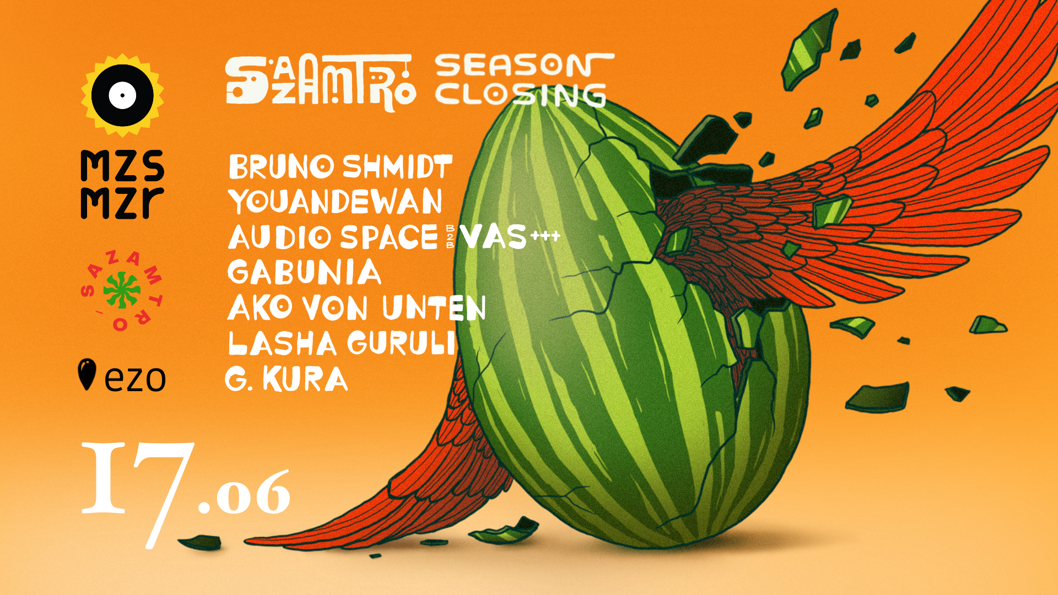 MZS
MZr
SAZAMTRO
ezo
SAZAMTRO
SEASON
CLOSING
BRUNO SHMIDT
YOUANDEWAN
AUDIO SPACE B2B VAS+++
GABUNIA
AKO VON UNTEN
LASHA GURULI
G. KURA
17.06